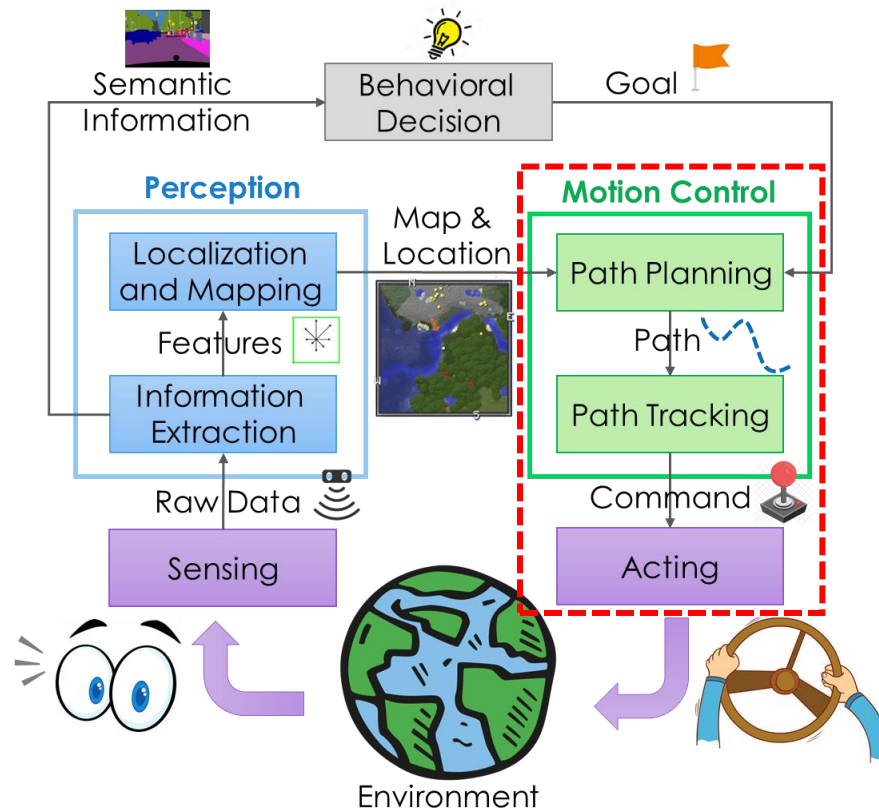 Semantic
Information
Behavioral
Decision
Goal
Perception
Map &
Location
Motion Control
Localization
and Mapping
Path Planning
N
E
W
S
Features
Path
Information
Extraction
Path Tracking
Raw Data
Command
Sensing
Acting
Environment